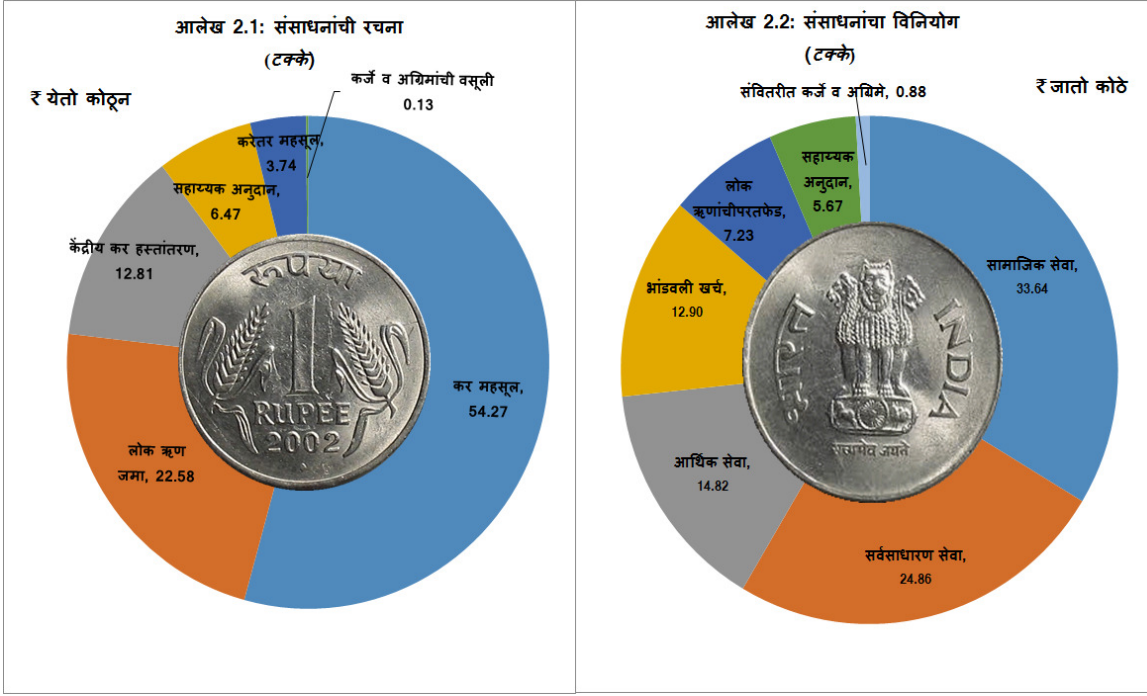 आलेख 2.1: संसाधनांची रचना
(टक्के)
₹ येतो कोठून
कर्जे व अग्रिमांची वसूली
0.13
करेतर महसूल,
3.74
सहाय्यक अनुदान,
6.47
केंद्रीय कर हस्तांतरण,
12.81
लोक ऋण
जमा, 22.58
कर महसूल,
54.27
रूपया
1
RUPEE
2002
आलेख 2.2: संसाधनांचा विनियोग
(टक्के)
₹ जातो कोठे
संवितरीत कर्जे व अग्रिमे, 0.88
सहाय्यक
अनुदान,
5.67
लोक
ऋणांचीपरतफेड,
7.23
भांडवली खर्च,
12.90
आर्थिक सेवा,
14.82
सर्वसाधारण सेवा,
24.86
सामाजिक सेवा,
33.64
भारत
INDIA
सत्यमेव जयते